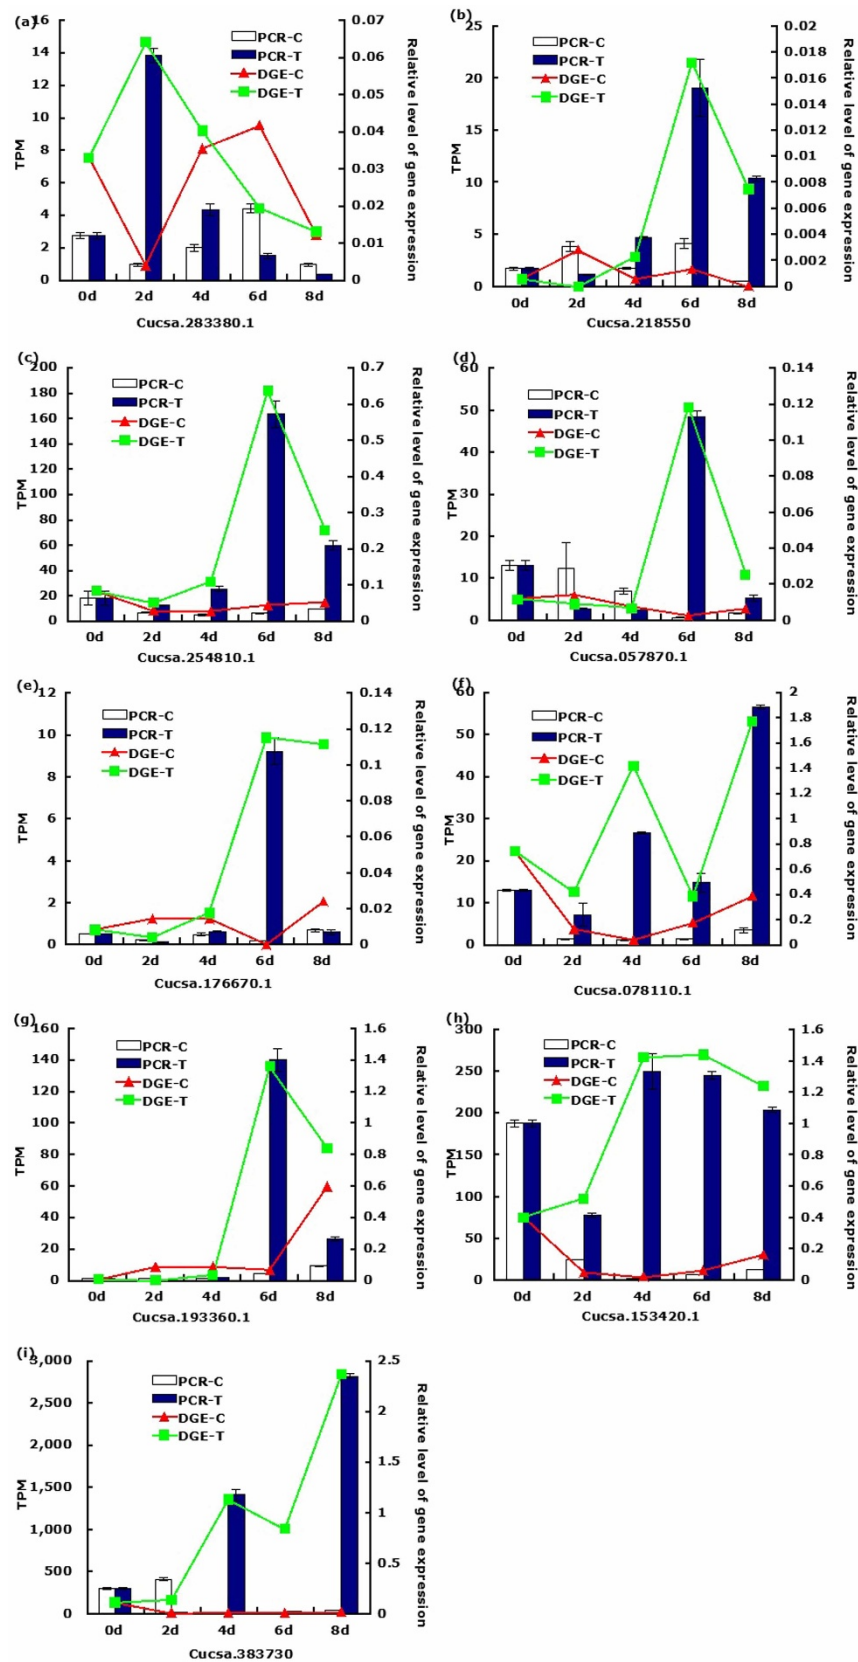 (a)
PCR-C
PCR-T
DGE-C
DGE-T
TPM
16
14
12
10
8
6
4
2
0
0.07
0.06
0.05
0.04
0.03
0.02
0.01
0
Relative level of gene expression
0d 2d 4d 6d 8d
Cucsa.283380.1
(b)
PCR-C
PCR-T
DGE-C
DGE-T
TPM
25
20
15
10
5
0
0.02
0.018
0.016
0.014
0.012
0.01
0.008
0.006
0.004
0.002
0
Relative level of gene expression
0d 2d 4d 6d 8d
Cucsa.218550
(c)
PCR-C
PCR-T
DGE-C
DGE-T
TPM
200
180
160
140
120
100
80
60
40
20
0
0.7
0.6
0.5
0.4
0.3
0.2
0.1
0
Relative level of gene expression
0d 2d 4d 6d 8d
Cucsa.254810.1
(d)
PCR-C
PCR-T
DGE-C
DGE-T
TPM
60
50
40
30
20
10
0
0.14
0.12
0.1
0.08
0.06
0.04
0.02
0
Relative level of gene expression
0d 2d 4d 6d 8d
Cucsa.057870.1
(e)
PCR-C
PCR-T
DGE-C
DGE-T
TPM
12
10
8
6
4
2
0
0.14
0.12
0.1
0.08
0.06
0.04
0.02
0
Relative level of gene expression
0d 2d 4d 6d 8d
Cucsa.176670.1
(f)
PCR-C
PCR-T
DGE-C
DGE-T
TPM
60
50
40
30
20
10
0
2
1.8
1.6
1.4
1.2
1
0.8
0.6
0.4
0.2
0
Relative level of gene expression
0d 2d 4d 6d 8d
Cucsa.078110.1
(g)
PCR-C
PCR-T
DGE-C
DGE-T
TPM
160
140
120
100
80
60
40
20
0
1.6
1.4
1.2
1
0.8
0.6
0.4
0.2
0
Relative level of gene expression
0d 2d 4d 6d 8d
Cucsa.193360.1
(h)
PCR-C
PCR-T
DGE-C
DGE-T
TPM
300
250
200
150
100
50
0
1.6
1.4
1.2
1
0.8
0.6
0.4
0.2
0
Relative level of gene expression
0d 2d 4d 6d 8d
Cucsa.153420.1
(i)
PCR-C
PCR-T
DGE-C
DGE-T
TPM
3,000
2,500
2,000
1,500
1,000
500
0
2.5
2
1.5
1
0.5
0
Relative level of gene expression
0d 2d 4d 6d 8d
Cucsa.383730